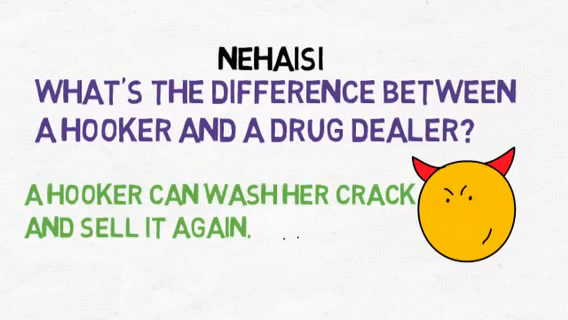 NEHAISI
WHAT'S THE DIFFERENCE BETWEEN
A HOOKER AND A DRUG DEALER?
A HOOKER CAN WASH HER CRACK
AND SELL IT AGAIN.